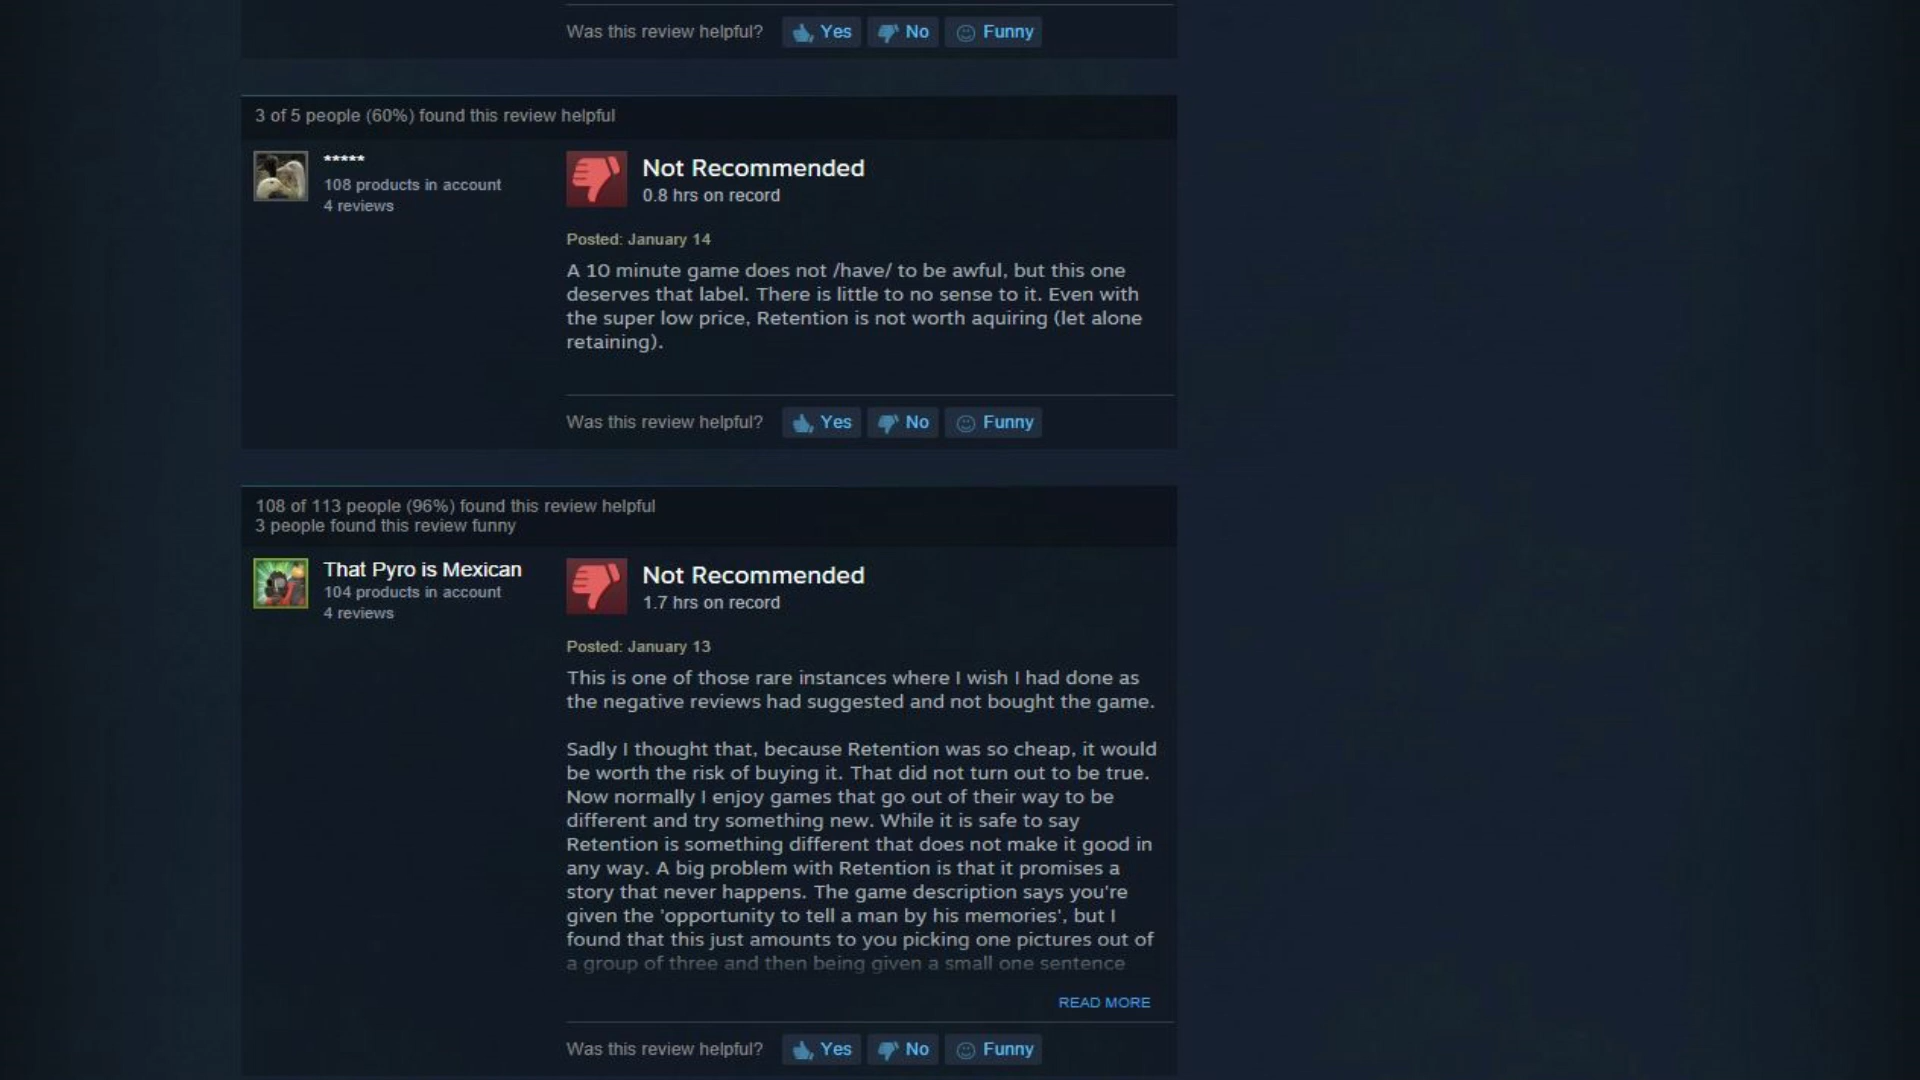 Was this review helpful? Yes No Funny
3 of 5 people (60%) found this review helpful
*****
108 products in account
4 reviews
Not Recommended
0.8 hrs on record
Posted: January 14
A 10 minute game does not /have/ to be awful, but this one
deserves that label. There is little to no sense to it. Even with
the super low price, Retention is not worth aquiring (let alone
retaining).
Was this review helpful? Yes No Funny
108 of 113 people (96%) found this review helpful
3 people found this review funny
That Pyro is Mexican
104 products in account
4 reviews
Not Recommended
1.7 hrs on record
Posted: January 13
This is one of those rare instances where I wish I had done as
the negative reviews had suggested and not bought the game.
Sadly I thought that, because Retention was so cheap, it would
be worth the risk of buying it. That did not turn out to be true.
Now normally I enjoy games that go out of their way to be
different and try something new. While it is safe to say
Retention is something different that does not make it good in
any way. A big problem with Retention is that it promises a
story that never happens. The game description says you're
given the 'opportunity to tell a man by his memories', but I
found that this just amounts to you picking one pictures out of
a group of three and then being given a small one sentence
READ MORE
Was this review helpful? Yes No Funny